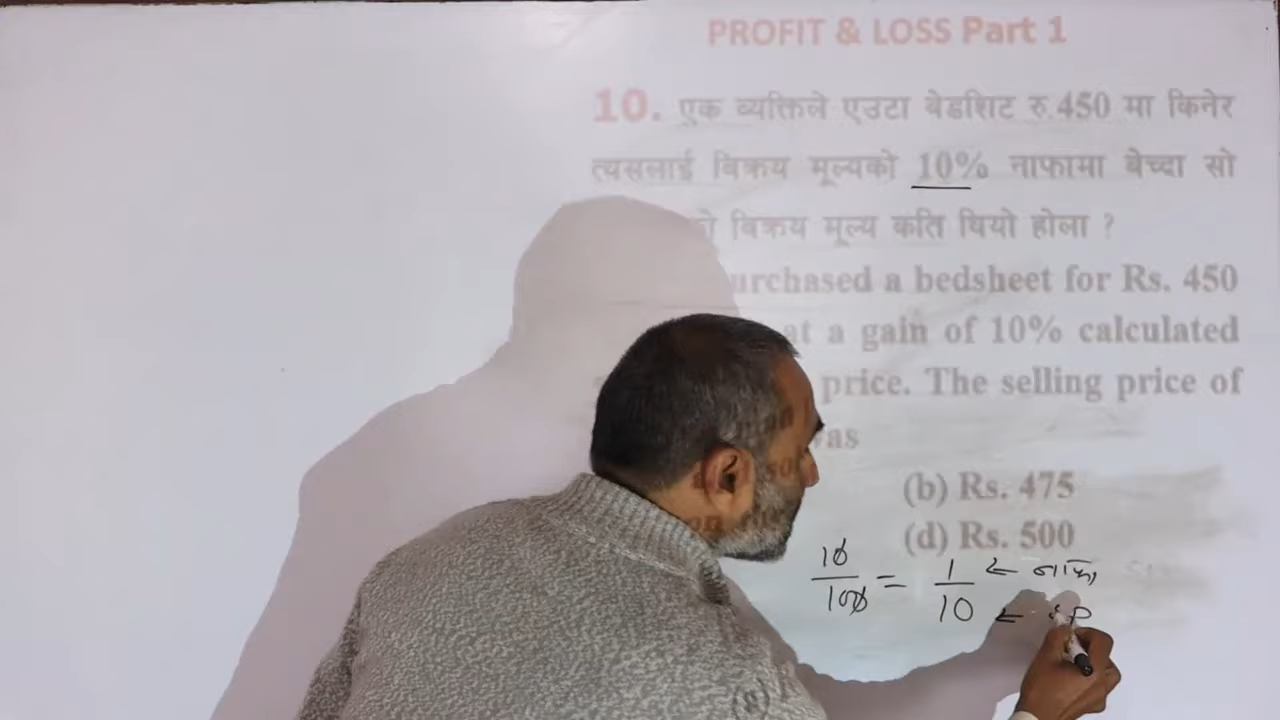 PROFIT & LOSS Part 1
10. एक व्यक्तिले एउटा बेडशिट रु.450 मा किनेर
त्यसलाई विक्रय मूल्यको 10% नाफामा बेच्दा सो
विक्रय मूल्य कति थियो होला ?
urchased a bedsheet for Rs. 450
at a gain of 10% calculated
price. The selling price of
was
(b) Rs. 475
(d) Rs. 500
10/100 = 1/10 ← नाफा
← SP